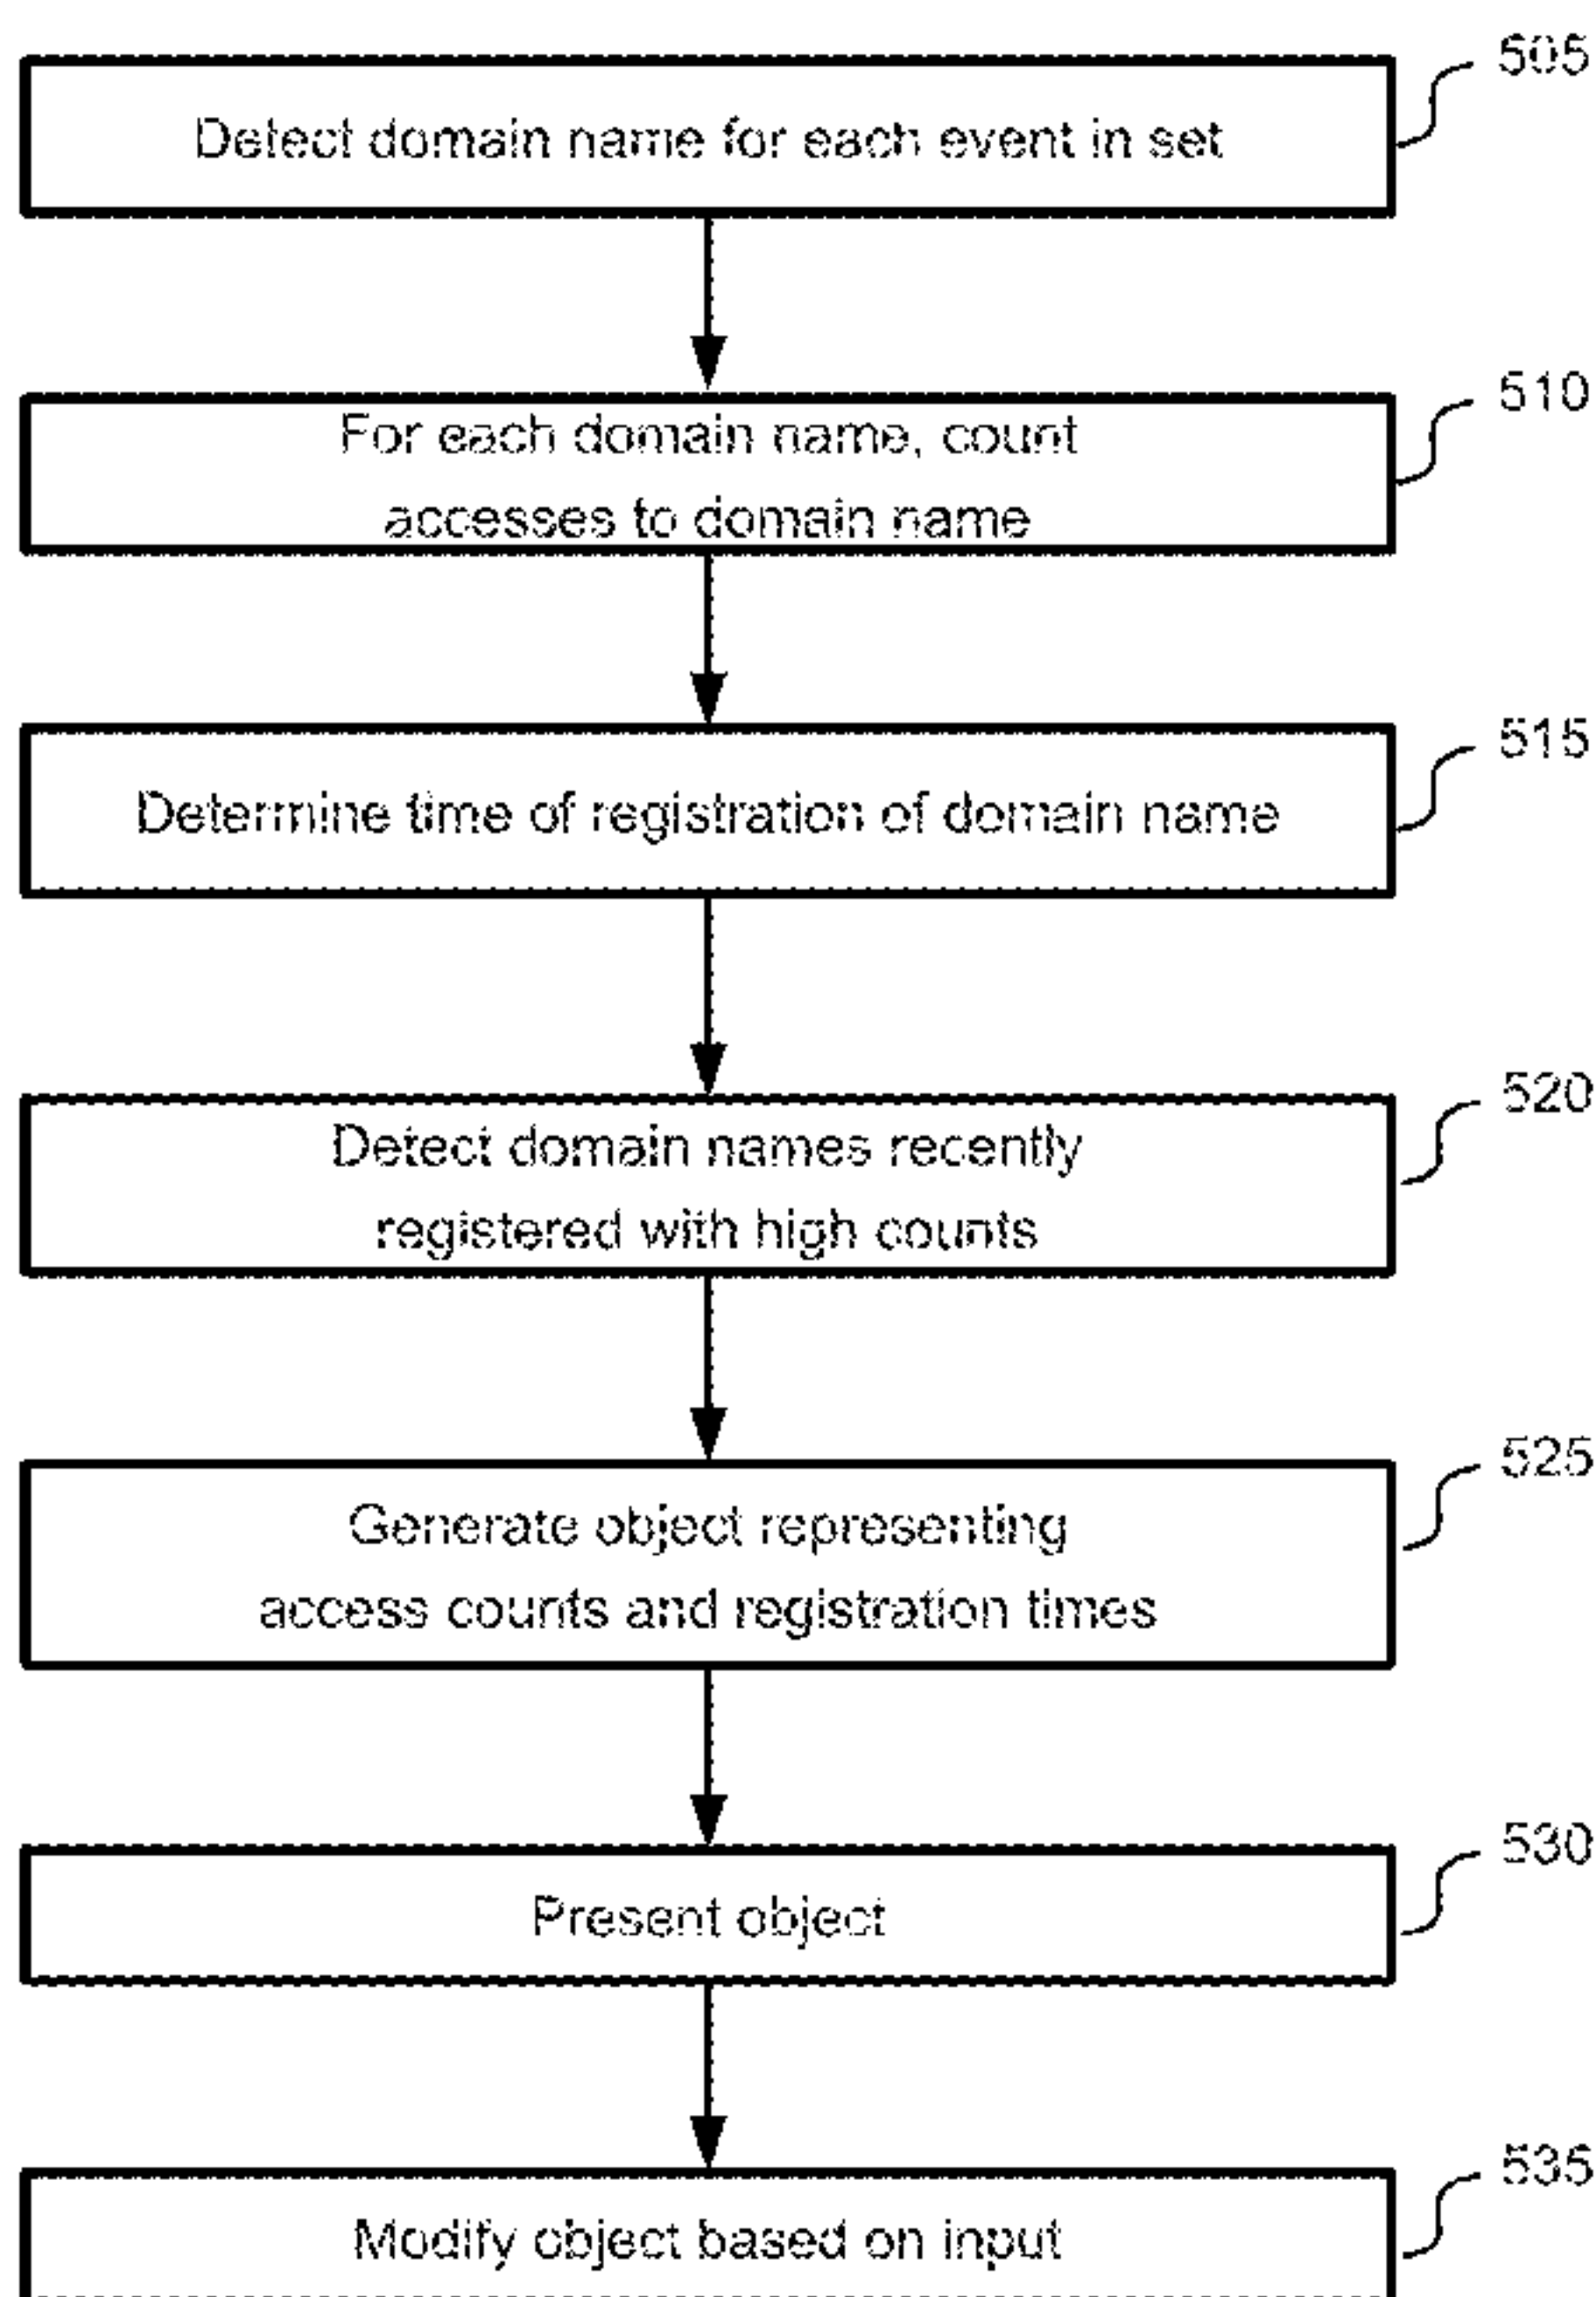 505
Detect domain name for each event in set
510
For each domain name, count
accesses to domain name
515
Determine time of registration of domain name
520
Detect domain names recently
registered with high counts
525
Generate object representing
access counts and registration times
530
Present object
535
Modify object based on input